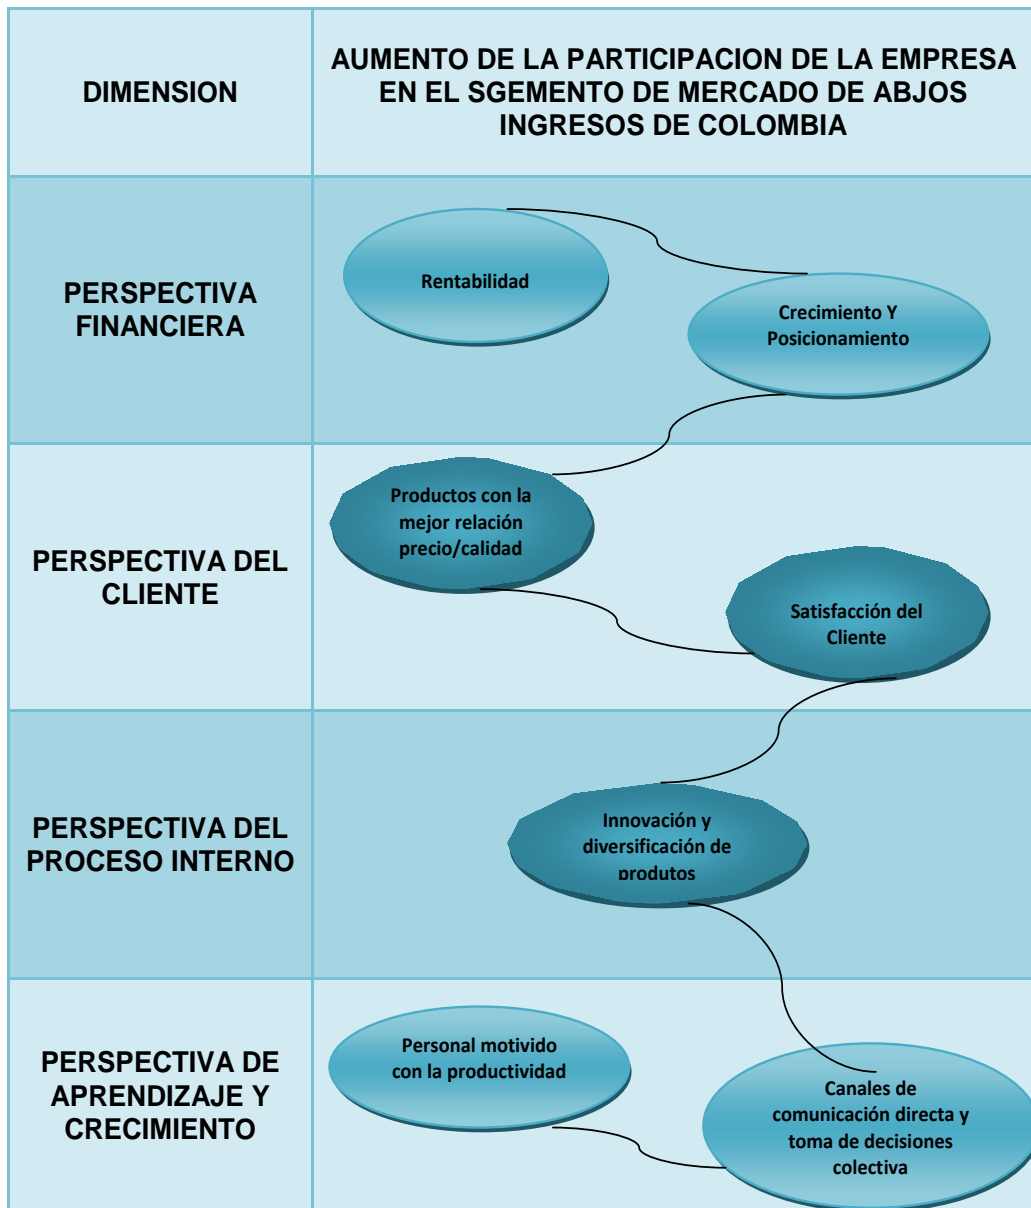 DIMENSION
AUMENTO DE LA PARTICIPACION DE LA EMPRESA
EN EL SGEMENTO DE MERCADO DE ABJOS
INGRESOS DE COLOMBIA
PERSPECTIVA
FINANCIERA
Rentabilidad
Crecimiento Y
Posicionamiento
PERSPECTIVA DEL
CLIENTE
Productos con la
mejor relación
precio/calidad
Satisfacción del
Cliente
PERSPECTIVA DEL
PROCESO INTERNO
Innovación y
diversificación de
produtos
PERSPECTIVA DE
APRENDIZAJE Y
CRECIMIENTO
Personal motivido
con la productividad
Canales de
comunicación directa y
toma de decisiones
colectiva